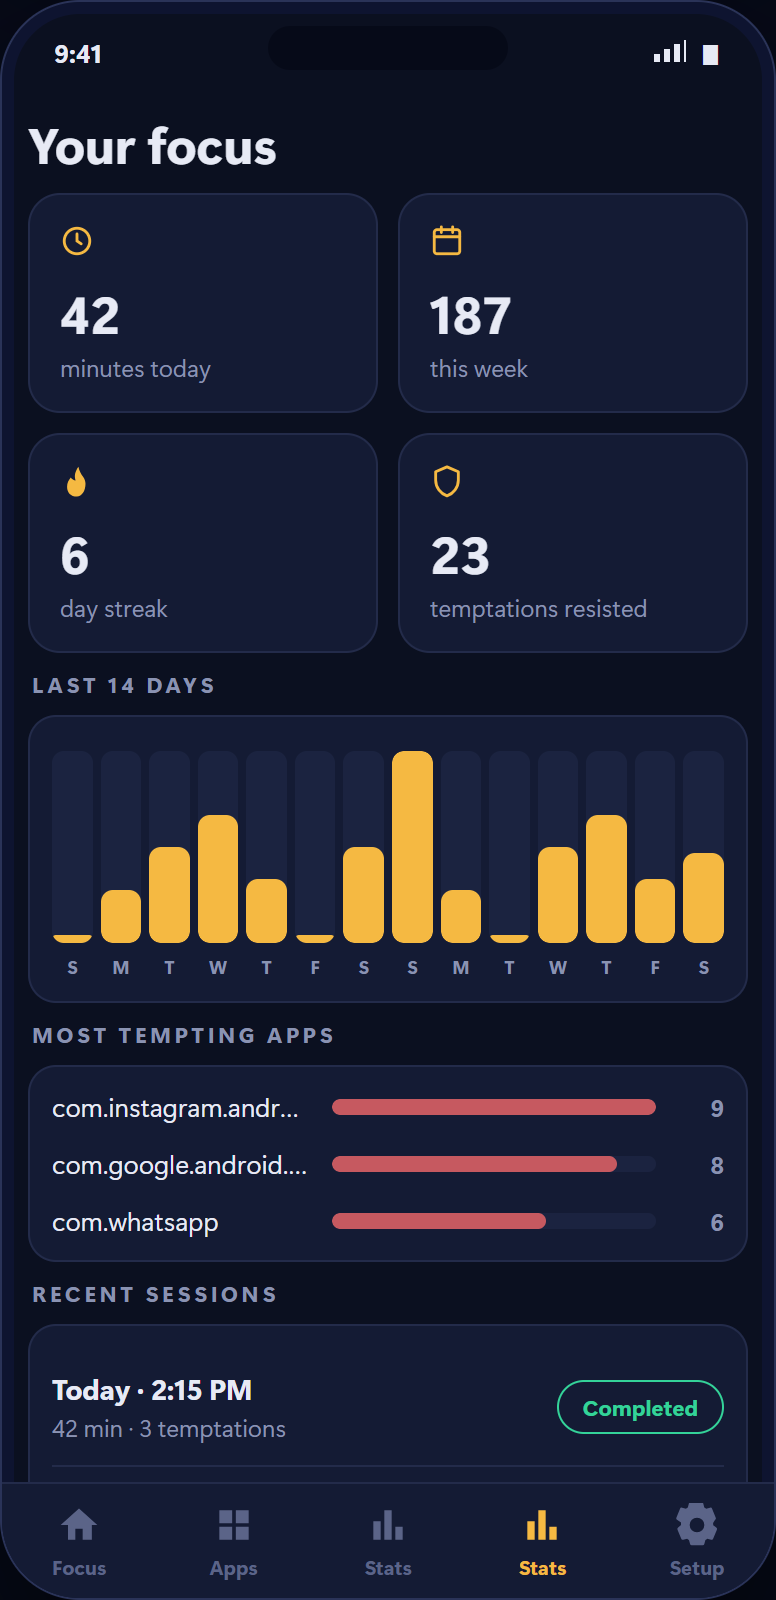 9:41
Your focus
42
minutes today
187
this week
6
day streak
23
temptations resisted
LAST 14 DAYS
S M T W T F S S M T W T F S
MOST TEMPTING APPS
com.instagram.andr... 9
com.google.android.... 8
com.whatsapp 6
RECENT SESSIONS
Today · 2:15 PM
42 min · 3 temptations
Completed
Focus Apps Stats Stats Setup